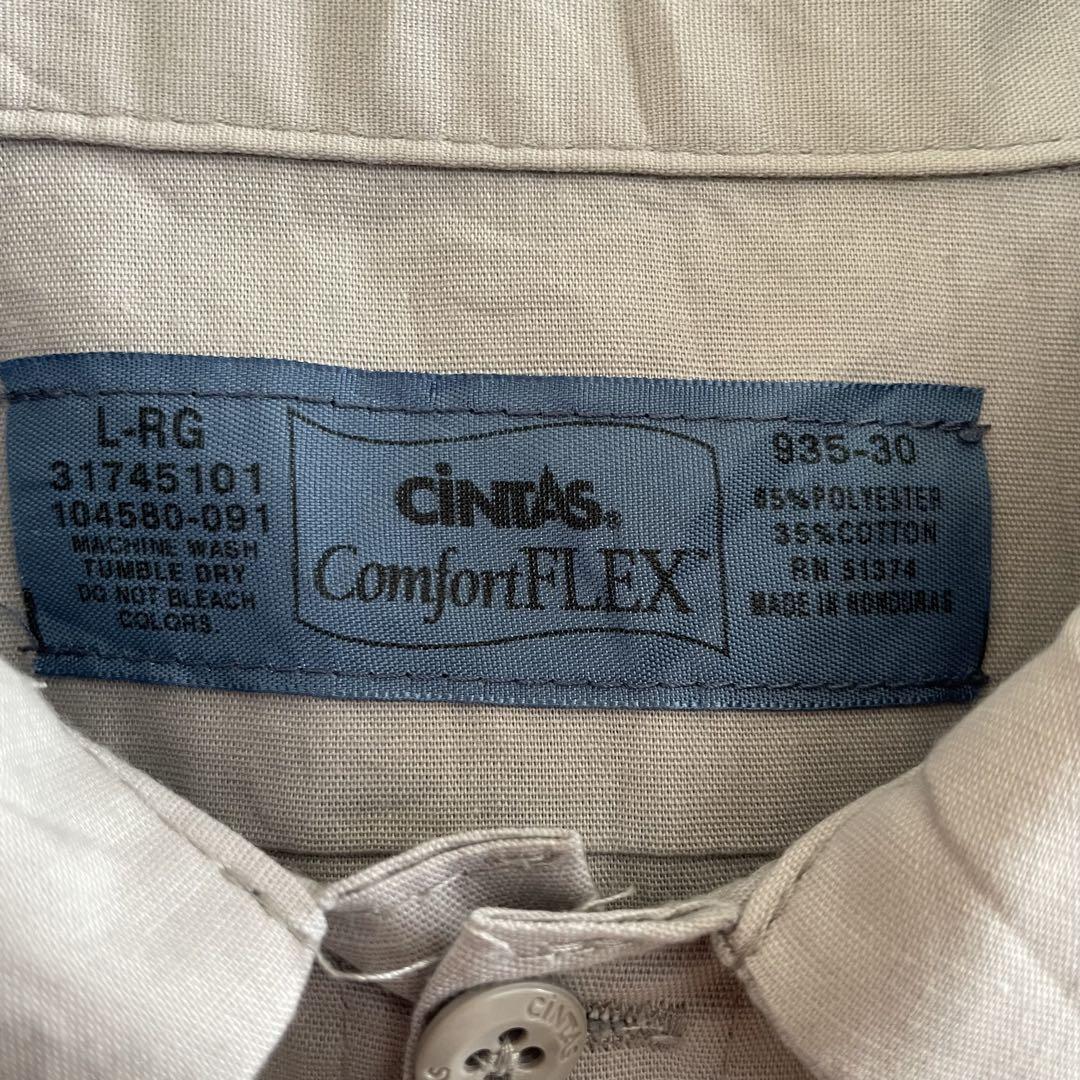 L-RG
31745101
104580-091
MACHINE WASH
TUMBLE DRY
DO NOT BLEACH
COLORS.
CiNTAS®
ComfortFLEX™
935-30
65% POLYESTER
35% COTTON
RN 51374
MADE IN HONDURAS
CiNTAS